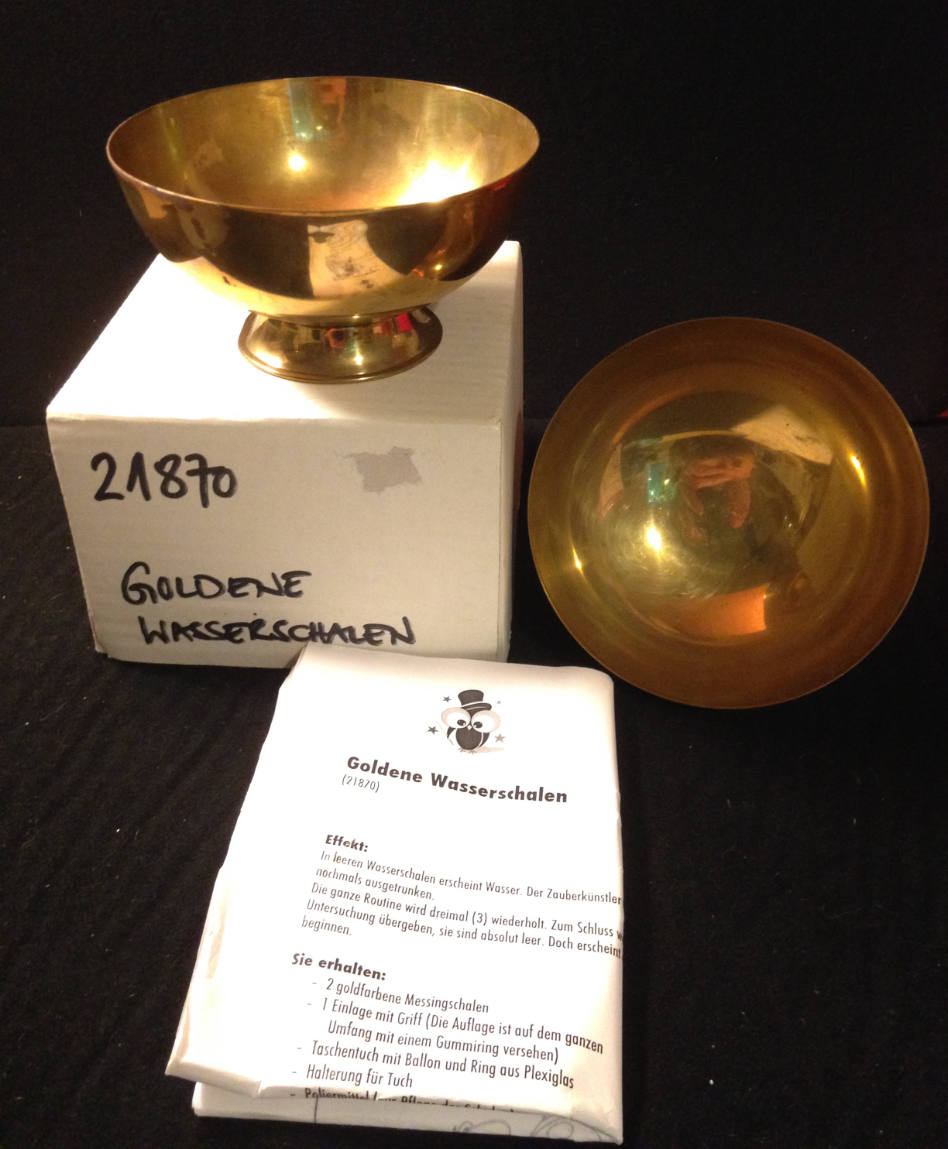 21870
GOLDENE
WASSERSCHALEN
Goldene Wasserschalen
(21870)
Effekt:
In leeren Wasserschalen erscheint Wasser. Der Zauberkünstler
nochmals ausgetrunken.
Die ganze Routine wird dreimal (3) wiederholt. Zum Schluss
Untersuchung übergeben, sie sind absolut leer. Doch erscheint
beginnen.
Sie erhalten:
- 2 goldfarbene Messingschalen
- 1 Einlage mit Griff (Die Auflage ist auf dem ganzen
Umfang mit einem Gummiring versehen)
- Taschentuch mit Ballon und Ring aus Plexiglas
- Halterung für Tuch
- Poliermittel